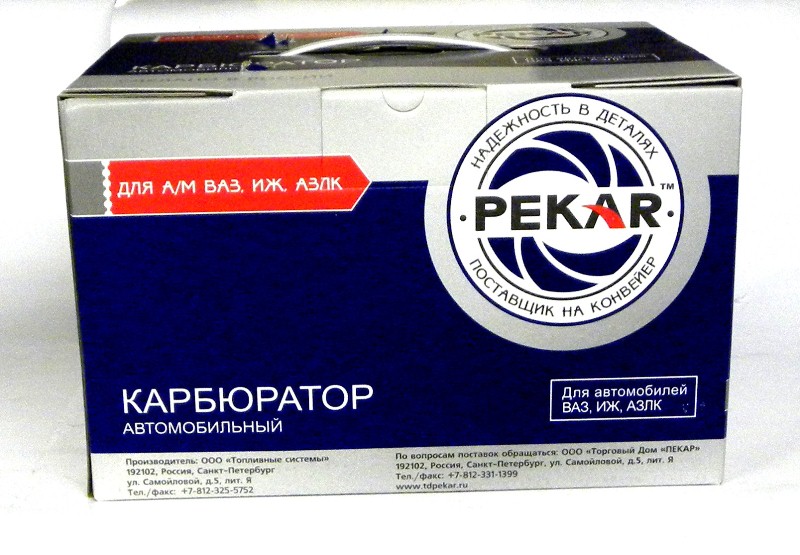 КАРБЮРАТОР
АВТОМОБИЛЬНЫЙ
ДЛЯ А/М ВАЗ, ИЖ, АЗЛК
НАДЕЖНОСТЬ В ДЕТАЛЯХ
PEKAR™
ПОСТАВЩИК НА КОНВЕЙЕР
КАРБЮРАТОР
АВТОМОБИЛЬНЫЙ
Для автомобилей
ВАЗ, ИЖ, АЗЛК
Производитель: ООО «Топливные системы»
192102, Россия, Санкт-Петербург
ул. Самойловой, д.5, лит. Я
Тел./факс: +7-812-325-5752
По вопросам поставок обращаться: ООО «Торговый Дом «ПЕКАР»
192102, Россия, Санкт-Петербург, ул. Самойловой, д.5, лит. Я
Тел./факс: +7-812-331-1399
www.tdpekar.ru